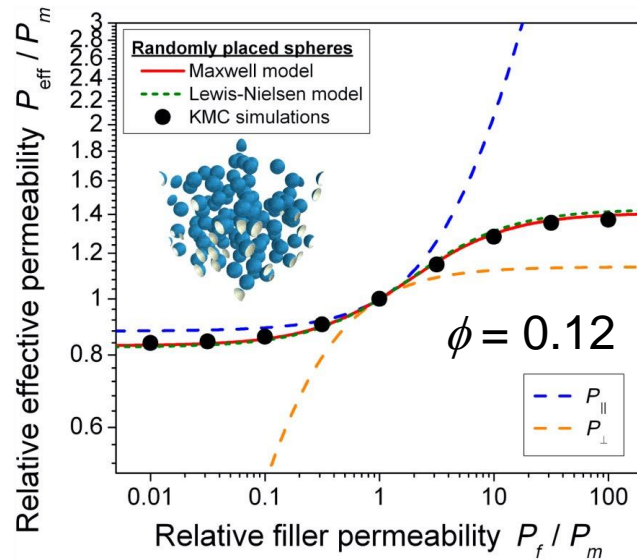 Relative effective permeability P_eff / P_m
3
2.8
2.6
2.4
2.2
2
1.8
1.6
1.4
1.2
1
0.8
0.6
Randomly placed spheres
Maxwell model
Lewis-Nielsen model
KMC simulations
ϕ = 0.12
P_||
P_⊥
0.01 0.1 1 10 100
Relative filler permeability P_f / P_m